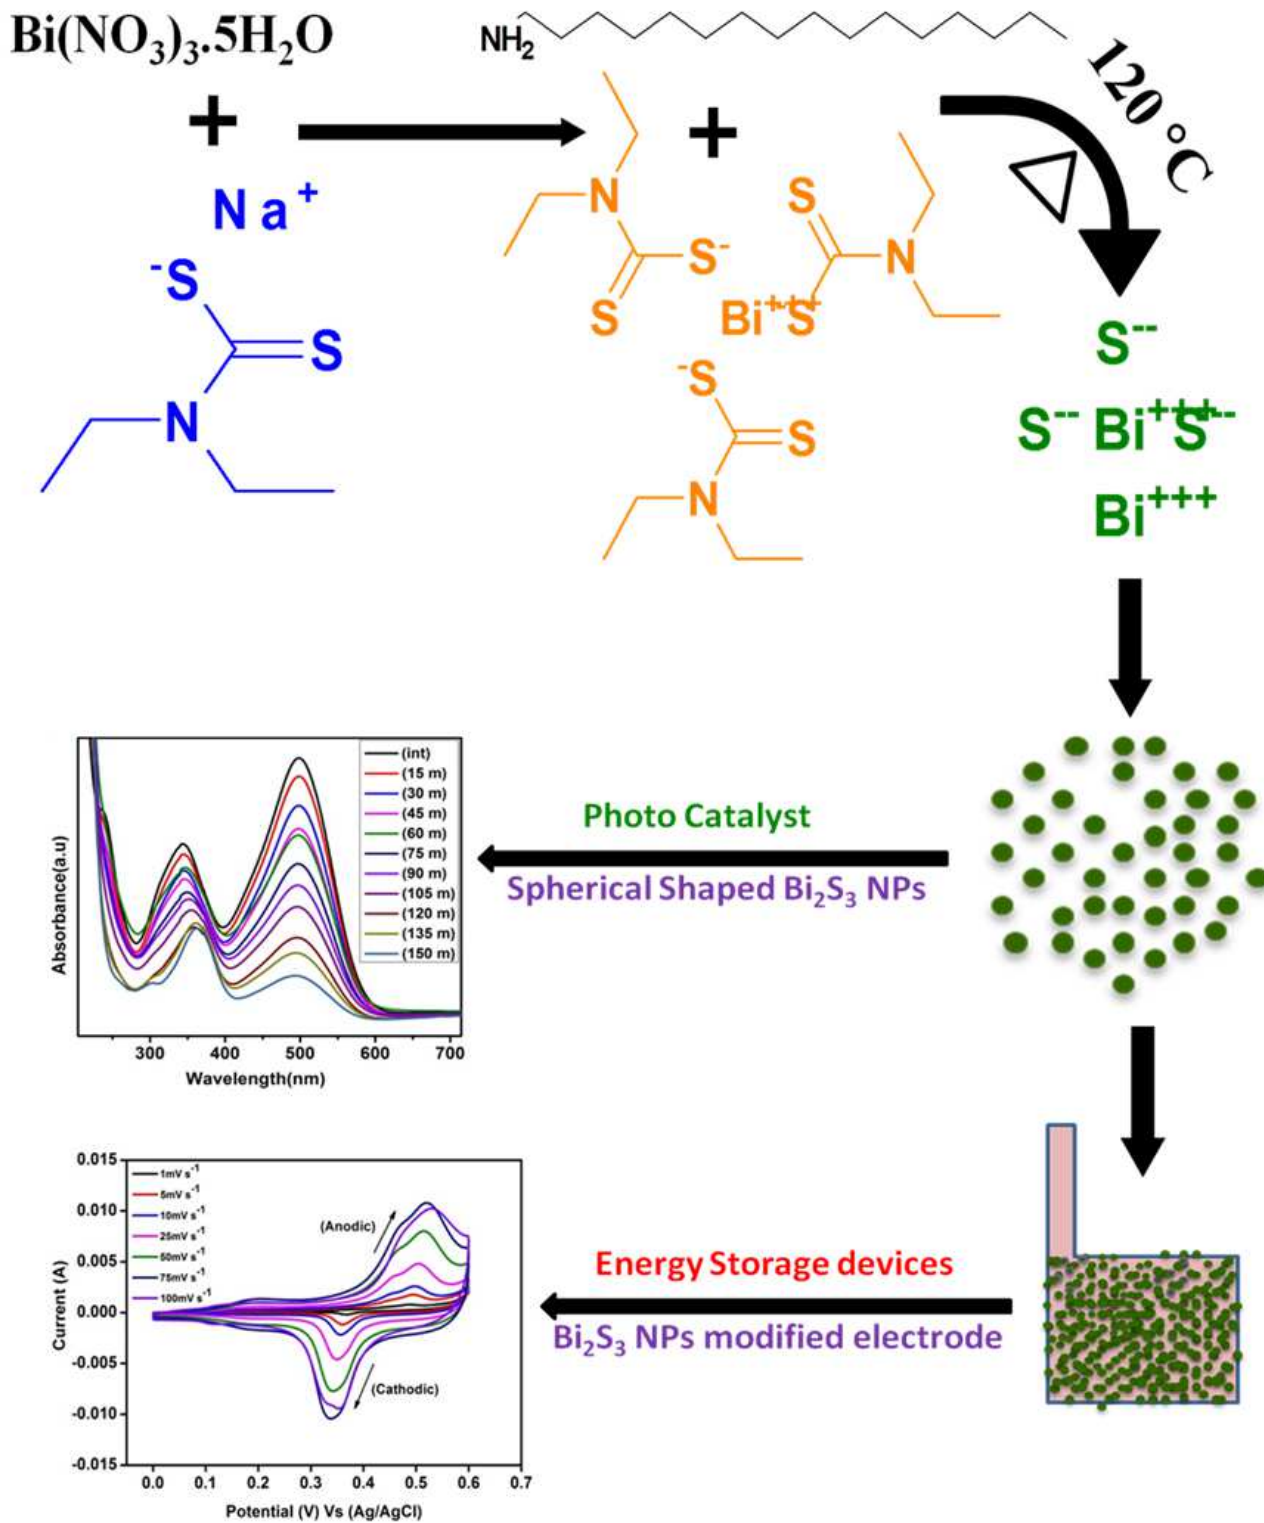 Bi(NO₃)₃.5H₂O
NH₂
120 °C
+
+
Na⁺
⁻S
S
N
N
S⁻
S
S
N
Bi⁺⁺⁺
⁻S
⁻S
S
N
S⁻⁻
S⁻⁻ Bi⁺⁺⁺ S⁻⁻
Bi⁺⁺⁺
Photo Catalyst
Spherical Shaped Bi₂S₃ NPs
Absorbance(a.u)
(int)
(15 m)
(30 m)
(45 m)
(60 m)
(75 m)
(90 m)
(105 m)
(120 m)
(135 m)
(150 m)
300 400 500 600 700
Wavelength(nm)
Energy Storage devices
Bi₂S₃ NPs modified electrode
Current (A)
0.015
0.010
0.005
0.000
-0.005
-0.010
-0.015
1mV s⁻¹
5mV s⁻¹
10mV s⁻¹
25mV s⁻¹
50mV s⁻¹
75mV s⁻¹
100mV s⁻¹
(Anodic)
(Cathodic)
0.0 0.1 0.2 0.3 0.4 0.5 0.6 0.7
Potential (V) Vs (Ag/AgCl)